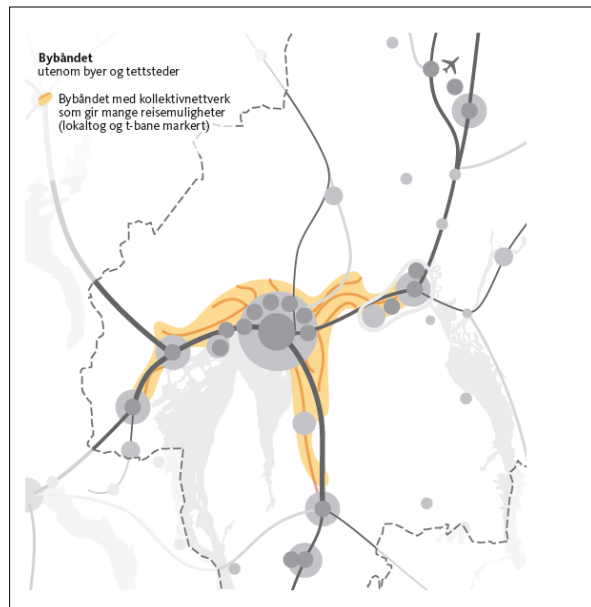 Bybåndet
utenom byer og tettsteder
Bybåndet med kollektivnettverk
som gir mange reisemuligheter
(lokaltog og t-bane markert)